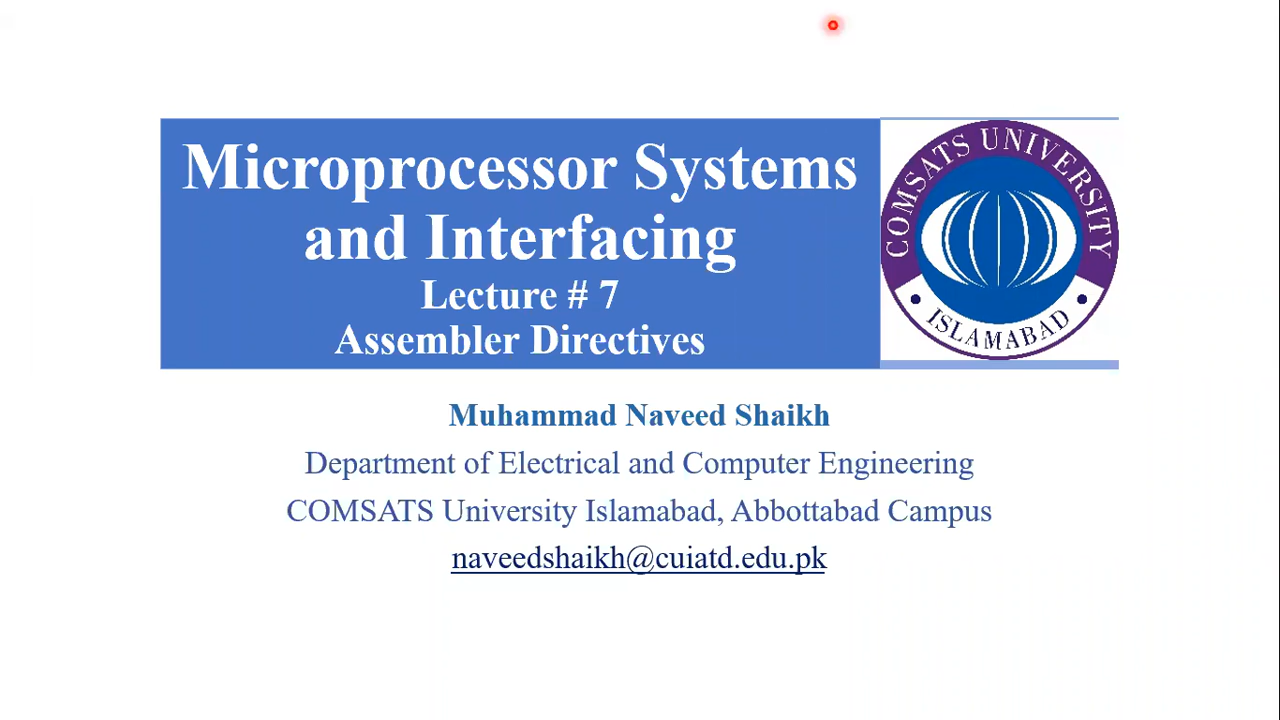 Microprocessor Systems
and Interfacing
Lecture # 7
Assembler Directives
COMSATS UNIVERSITY
ISLAMABAD
Muhammad Naveed Shaikh
Department of Electrical and Computer Engineering
COMSATS University Islamabad, Abbottabad Campus
naveedshaikh@cuiatd.edu.pk